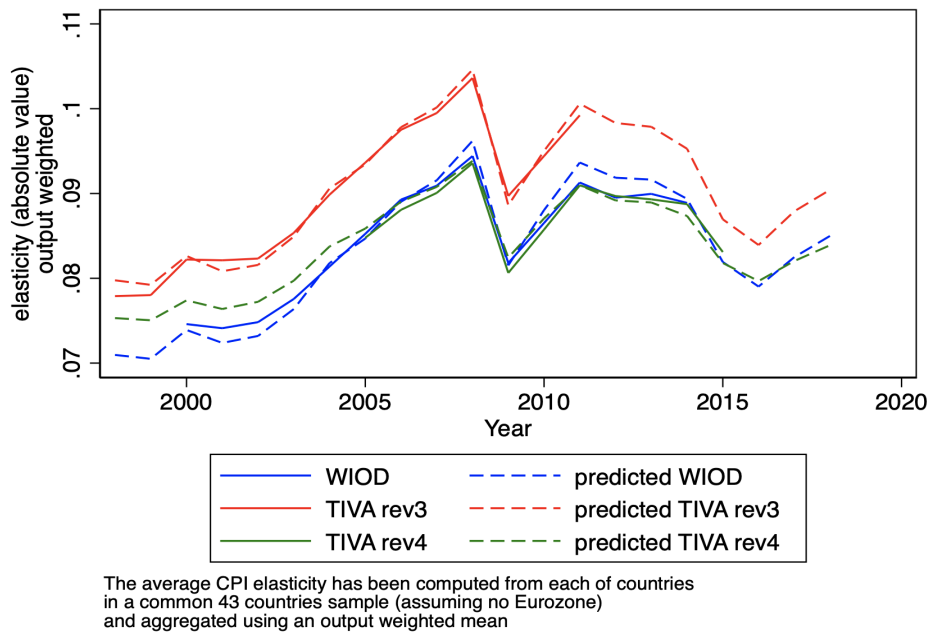 .11
.1
.09
.08
.07
elasticity (absolute value)
output weighted
2000 2005 2010 2015 2020
Year
WIOD predicted WIOD
TIVA rev3 predicted TIVA rev3
TIVA rev4 predicted TIVA rev4
The average CPI elasticity has been computed from each of countries
in a common 43 countries sample (assuming no Eurozone)
and aggregated using an output weighted mean